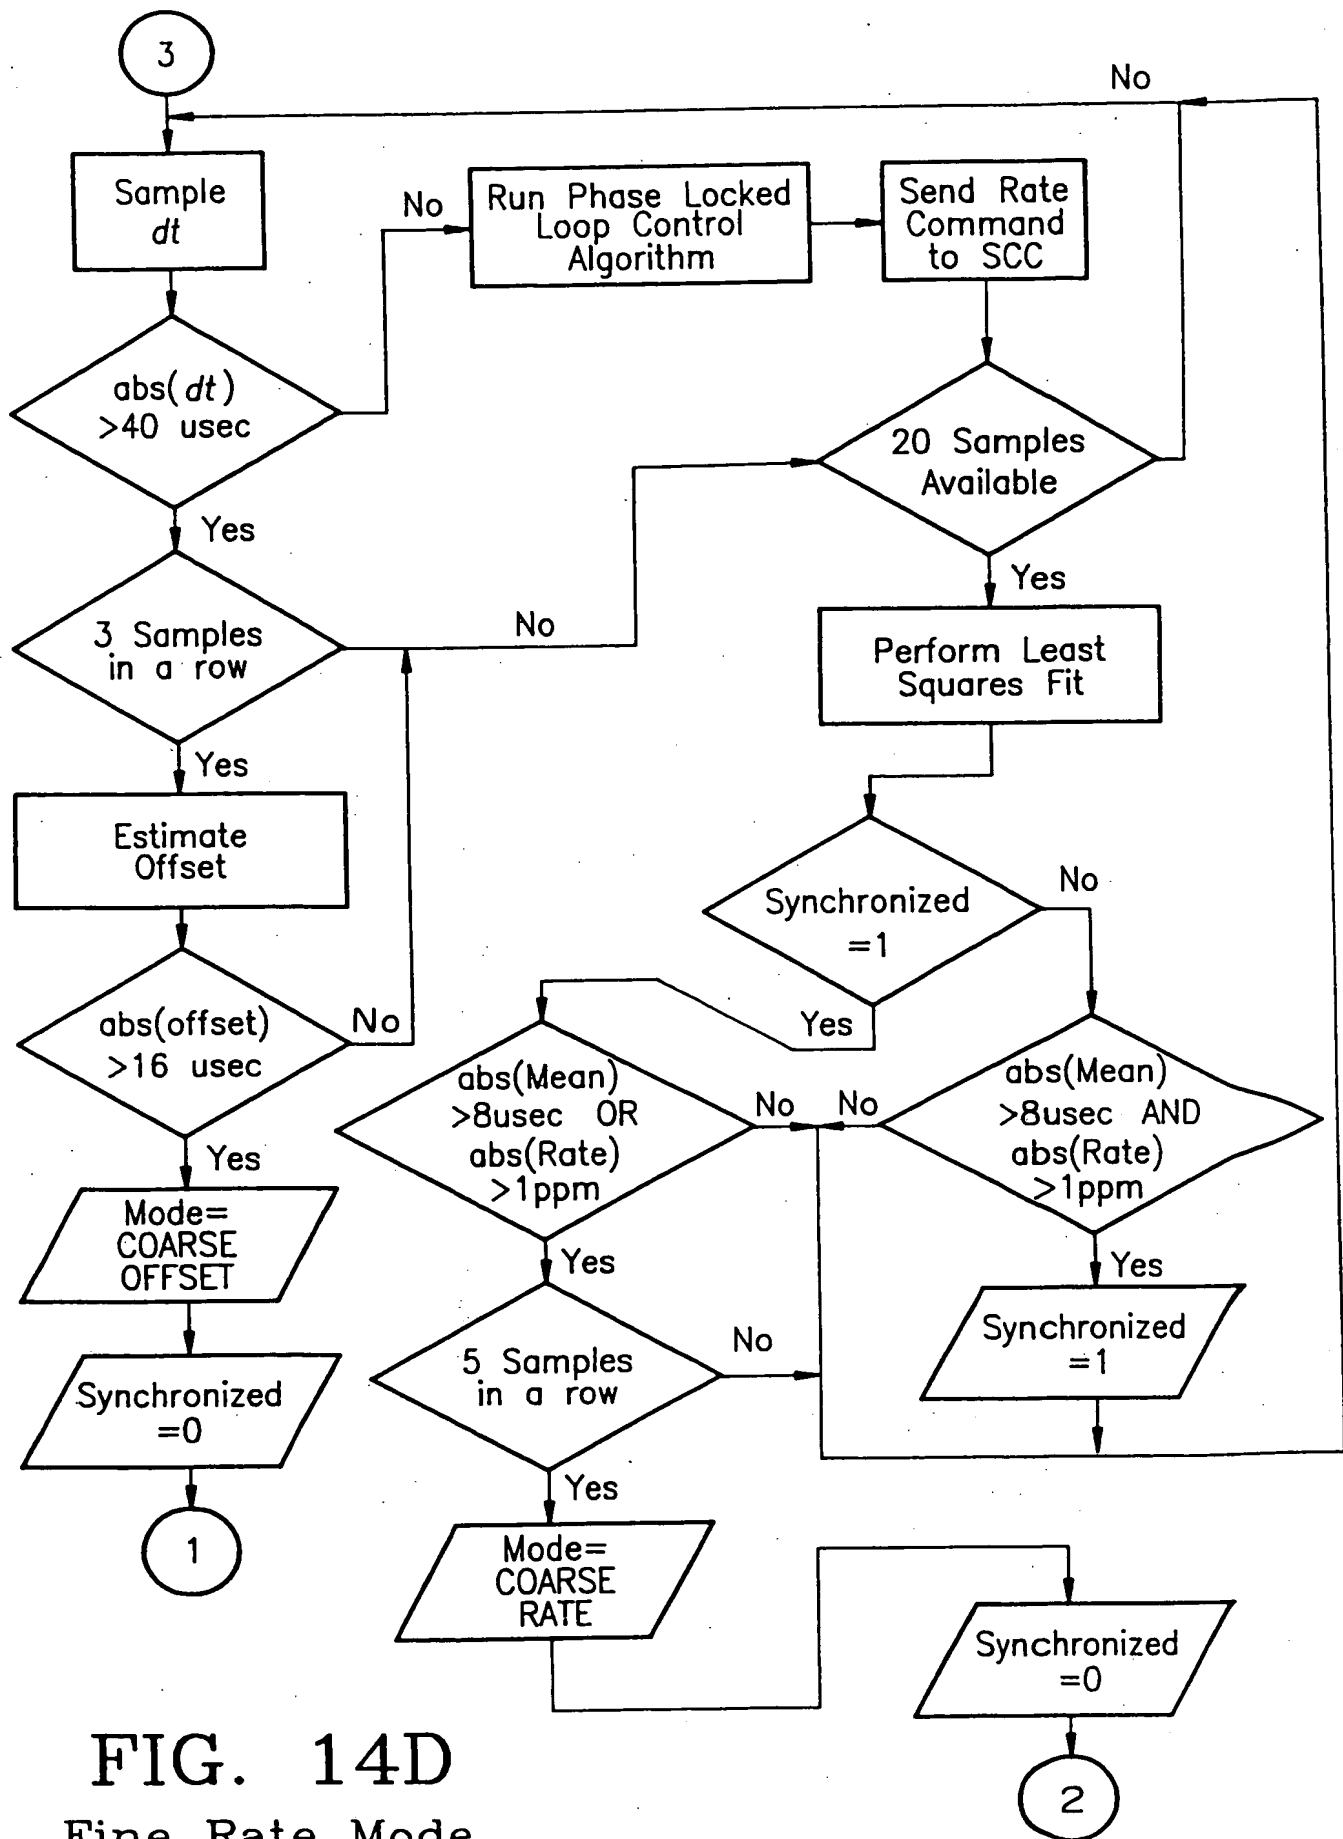 3
No
Sample
dt
No
Run Phase Locked
Loop Control
Algorithm
Send Rate
Command
to SCC
abs(dt)
>40 usec
20 Samples
Available
Yes
Yes
3 Samples
in a row
No
Perform Least
Squares Fit
Yes
Estimate
Offset
Synchronized
=1
No
Yes
abs(offset)
>16 usec
No
abs(Mean)
>8usec OR
abs(Rate)
>1ppm
No
No
abs(Mean)
>8usec AND
abs(Rate)
>1ppm
Yes
Mode=
COARSE
OFFSET
Yes
Yes
Synchronized
=1
5 Samples
in a row
No
Synchronized
=0
Yes
1
Mode=
COARSE
RATE
Synchronized
=0
2
FIG. 14D
Fine Rate Mode